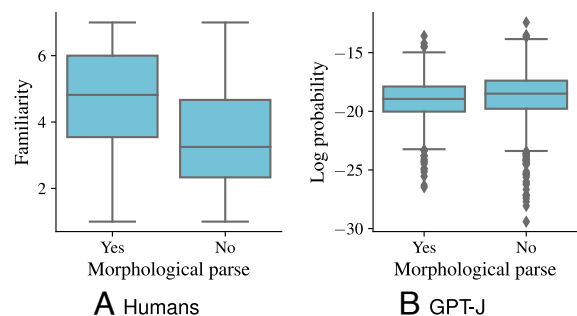 Familiarity
6
4
2
Yes No
Morphological parse
A Humans
Log probability
−15
−20
−25
−30
Yes No
Morphological parse
B GPT-J